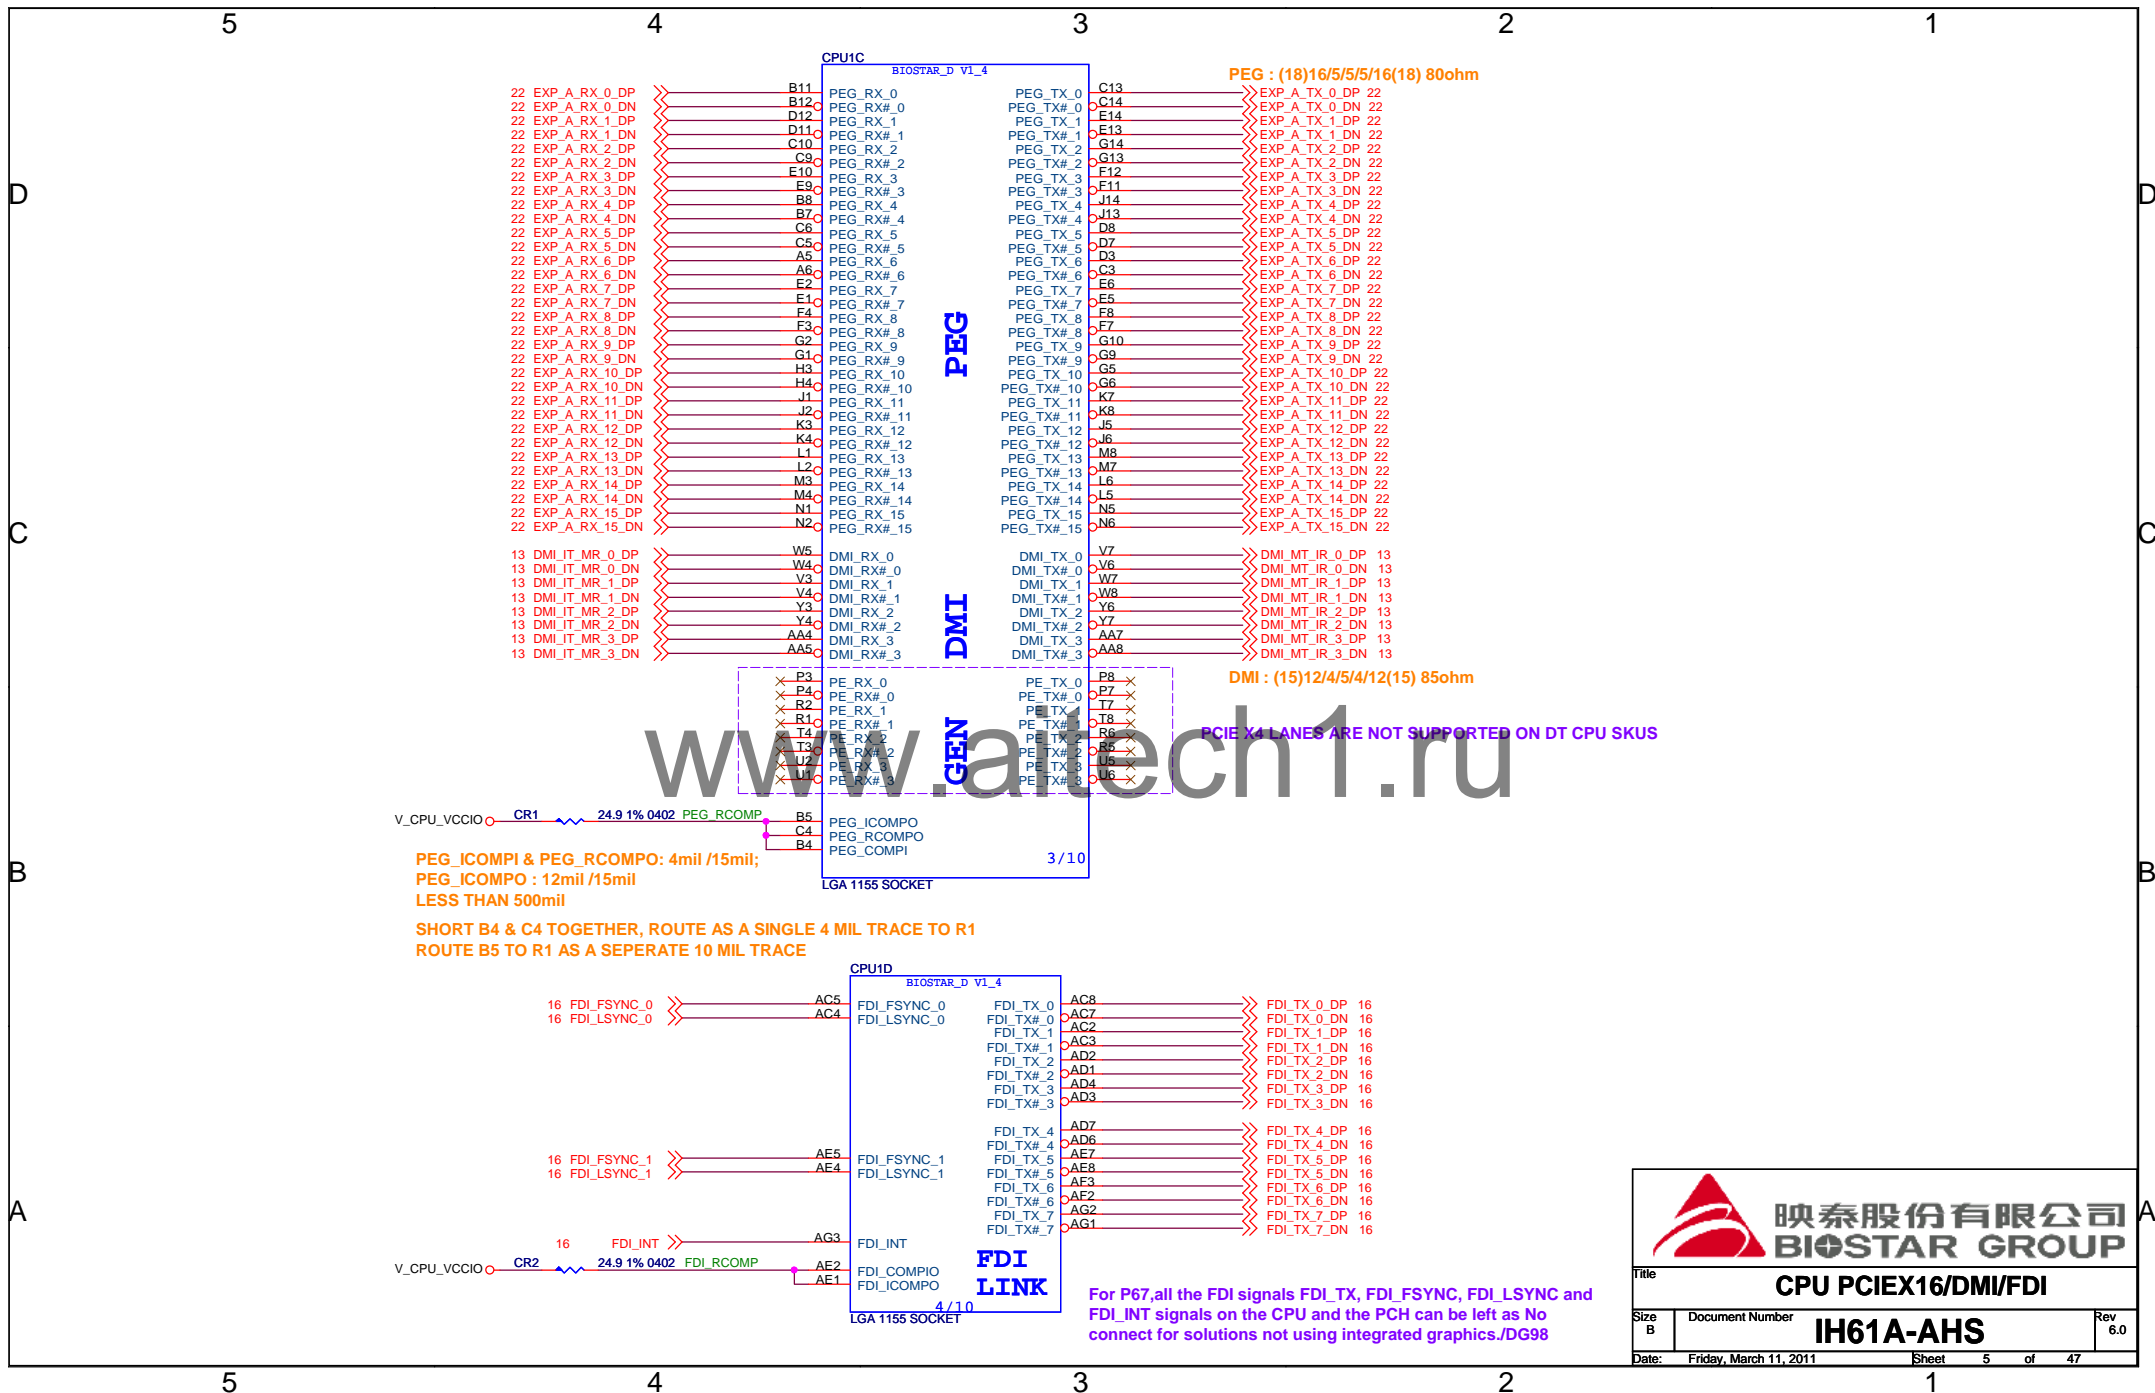 5 4 3 2 1
CPU1C
BIOSTAR_D V1_4
PEG : (18)16/5/5/5/16(18) 80ohm
22 EXP_A_RX_0_DP B11 PEG_RX_0 PEG_TX_0 C13 EXP_A_TX_0_DP 22
22 EXP_A_RX_0_DN B12 PEG_RX#_0 PEG_TX#_0 C14 EXP_A_TX_0_DN 22
22 EXP_A_RX_1_DP D12 PEG_RX_1 PEG_TX_1 E14 EXP_A_TX_1_DP 22
22 EXP_A_RX_1_DN D11 PEG_RX#_1 PEG_TX#_1 E13 EXP_A_TX_1_DN 22
22 EXP_A_RX_2_DP C10 PEG_RX_2 PEG_TX_2 G14 EXP_A_TX_2_DP 22
22 EXP_A_RX_2_DN C9 PEG_RX#_2 PEG_TX#_2 G13 EXP_A_TX_2_DN 22
22 EXP_A_RX_3_DP E10 PEG_RX_3 PEG_TX_3 F12 EXP_A_TX_3_DP 22
22 EXP_A_RX_3_DN E9 PEG_RX#_3 PEG_TX#_3 F11 EXP_A_TX_3_DN 22
D D
22 EXP_A_RX_4_DP B8 PEG_RX_4 PEG_TX_4 J14 EXP_A_TX_4_DP 22
22 EXP_A_RX_4_DN B7 PEG_RX#_4 PEG_TX#_4 J13 EXP_A_TX_4_DN 22
22 EXP_A_RX_5_DP C6 PEG_RX_5 PEG_TX_5 D8 EXP_A_TX_5_DP 22
22 EXP_A_RX_5_DN C5 PEG_RX#_5 PEG_TX#_5 D7 EXP_A_TX_5_DN 22
22 EXP_A_RX_6_DP A5 PEG_RX_6 PEG_TX_6 D3 EXP_A_TX_6_DP 22
22 EXP_A_RX_6_DN A6 PEG_RX#_6 PEG_TX#_6 C3 EXP_A_TX_6_DN 22
22 EXP_A_RX_7_DP E2 PEG_RX_7 PEG_TX_7 E6 EXP_A_TX_7_DP 22
22 EXP_A_RX_7_DN E1 PEG_RX#_7 PEG_TX#_7 E5 EXP_A_TX_7_DN 22
22 EXP_A_RX_8_DP F4 PEG_RX_8 PEG_TX_8 F8 EXP_A_TX_8_DP 22
22 EXP_A_RX_8_DN F3 PEG_RX#_8 PEG_TX#_8 F7 EXP_A_TX_8_DN 22
PEG
22 EXP_A_RX_9_DP G2 PEG_RX_9 PEG_TX_9 G10 EXP_A_TX_9_DP 22
22 EXP_A_RX_9_DN G1 PEG_RX#_9 PEG_TX#_9 G9 EXP_A_TX_9_DN 22
22 EXP_A_RX_10_DP H3 PEG_RX_10 PEG_TX_10 G5 EXP_A_TX_10_DP 22
22 EXP_A_RX_10_DN H4 PEG_RX#_10 PEG_TX#_10 G6 EXP_A_TX_10_DN 22
22 EXP_A_RX_11_DP J1 PEG_RX_11 PEG_TX_11 K7 EXP_A_TX_11_DP 22
22 EXP_A_RX_11_DN J2 PEG_RX#_11 PEG_TX#_11 K8 EXP_A_TX_11_DN 22
22 EXP_A_RX_12_DP K3 PEG_RX_12 PEG_TX_12 J5 EXP_A_TX_12_DP 22
22 EXP_A_RX_12_DN K4 PEG_RX#_12 PEG_TX#_12 J6 EXP_A_TX_12_DN 22
22 EXP_A_RX_13_DP L1 PEG_RX_13 PEG_TX_13 M8 EXP_A_TX_13_DP 22
22 EXP_A_RX_13_DN L2 PEG_RX#_13 PEG_TX#_13 M7 EXP_A_TX_13_DN 22
22 EXP_A_RX_14_DP M3 PEG_RX_14 PEG_TX_14 L6 EXP_A_TX_14_DP 22
22 EXP_A_RX_14_DN M4 PEG_RX#_14 PEG_TX#_14 L5 EXP_A_TX_14_DN 22
22 EXP_A_RX_15_DP N1 PEG_RX_15 PEG_TX_15 N5 EXP_A_TX_15_DP 22
22 EXP_A_RX_15_DN N2 PEG_RX#_15 PEG_TX#_15 N6 EXP_A_TX_15_DN 22
C C
13 DMI_IT_MR_0_DP W5 DMI_RX_0 DMI_TX_0 V7 DMI_MT_IR_0_DP 13
13 DMI_IT_MR_0_DN W4 DMI_RX#_0 DMI_TX#_0 V6 DMI_MT_IR_0_DN 13
13 DMI_IT_MR_1_DP V3 DMI_RX_1 DMI_TX_1 W7 DMI_MT_IR_1_DP 13
13 DMI_IT_MR_1_DN V4 DMI_RX#_1 DMI_TX#_1 W8 DMI_MT_IR_1_DN 13
13 DMI_IT_MR_2_DP Y3 DMI_RX_2 DMI_TX_2 Y6 DMI_MT_IR_2_DP 13
13 DMI_IT_MR_2_DN Y4 DMI_RX#_2 DMI_TX#_2 Y7 DMI_MT_IR_2_DN 13
13 DMI_IT_MR_3_DP AA4 DMI_RX_3 DMI_TX_3 AA7 DMI_MT_IR_3_DP 13
13 DMI_IT_MR_3_DN AA5 DMI_RX#_3 DMI_TX#_3 AA8 DMI_MT_IR_3_DN 13
DMI
DMI : (15)12/4/5/4/12(15) 85ohm
P3 PE_RX_0 PE_TX_0 P8
P4 PE_RX#_0 PE_TX#_0 P7
R2 PE_RX_1 PE_TX_1 T7
R1 PE_RX#_1 PE_TX#_1 T8
T4 PE_RX_2 PE_TX_2 R6
T3 PE_RX#_2 PE_TX#_2 R5
U2 PE_RX_3 PE_TX_3 U5
U1 PE_RX#_3 PE_TX#_3 U6
GEN
PCIE X4 LANES ARE NOT SUPPORTED ON DT CPU SKUS
www.aitech1.ru
V_CPU_VCCIO CR1 24.9 1% 0402 PEG_RCOMP B5 PEG_ICOMPO
C4 PEG_RCOMPO
B4 PEG_COMPI
3/10
LGA 1155 SOCKET
B B
PEG_ICOMPI & PEG_RCOMPO: 4mil /15mil;
PEG_ICOMPO : 12mil /15mil
LESS THAN 500mil
SHORT B4 & C4 TOGETHER, ROUTE AS A SINGLE 4 MIL TRACE TO R1
ROUTE B5 TO R1 AS A SEPERATE 10 MIL TRACE
CPU1D
BIOSTAR_D V1_4
16 FDI_FSYNC_0 AC5 FDI_FSYNC_0 FDI_TX_0 AC8 FDI_TX_0_DP 16
16 FDI_LSYNC_0 AC4 FDI_LSYNC_0 FDI_TX#_0 AC7 FDI_TX_0_DN 16
FDI_TX_1 AC2 FDI_TX_1_DP 16
FDI_TX#_1 AC3 FDI_TX_1_DN 16
FDI_TX_2 AD2 FDI_TX_2_DP 16
FDI_TX#_2 AD1 FDI_TX_2_DN 16
FDI_TX_3 AD4 FDI_TX_3_DP 16
FDI_TX#_3 AD3 FDI_TX_3_DN 16
FDI_TX_4 AD7 FDI_TX_4_DP 16
FDI_TX#_4 AD6 FDI_TX_4_DN 16
16 FDI_FSYNC_1 AE5 FDI_FSYNC_1 FDI_TX_5 AE7 FDI_TX_5_DP 16
16 FDI_LSYNC_1 AE4 FDI_LSYNC_1 FDI_TX#_5 AE8 FDI_TX_5_DN 16
FDI_TX_6 AF3 FDI_TX_6_DP 16
FDI_TX#_6 AF2 FDI_TX_6_DN 16
FDI_TX_7 AG2 FDI_TX_7_DP 16
FDI_TX#_7 AG1 FDI_TX_7_DN 16
A A
16 FDI_INT AG3 FDI_INT
V_CPU_VCCIO CR2 24.9 1% 0402 FDI_RCOMP AE2 FDI_COMPIO
AE1 FDI_ICOMPO
FDI
LINK
4/10
LGA 1155 SOCKET
For P67,all the FDI signals FDI_TX, FDI_FSYNC, FDI_LSYNC and
FDI_INT signals on the CPU and the PCH can be left as No
connect for solutions not using integrated graphics./DG98
映泰股份有限公司
BIOSTAR GROUP
Title
CPU PCIEX16/DMI/FDI
Size Document Number Rev
B IH61A-AHS 6.0
Date: Friday, March 11, 2011 Sheet 5 of 47
5 4 3 2 1